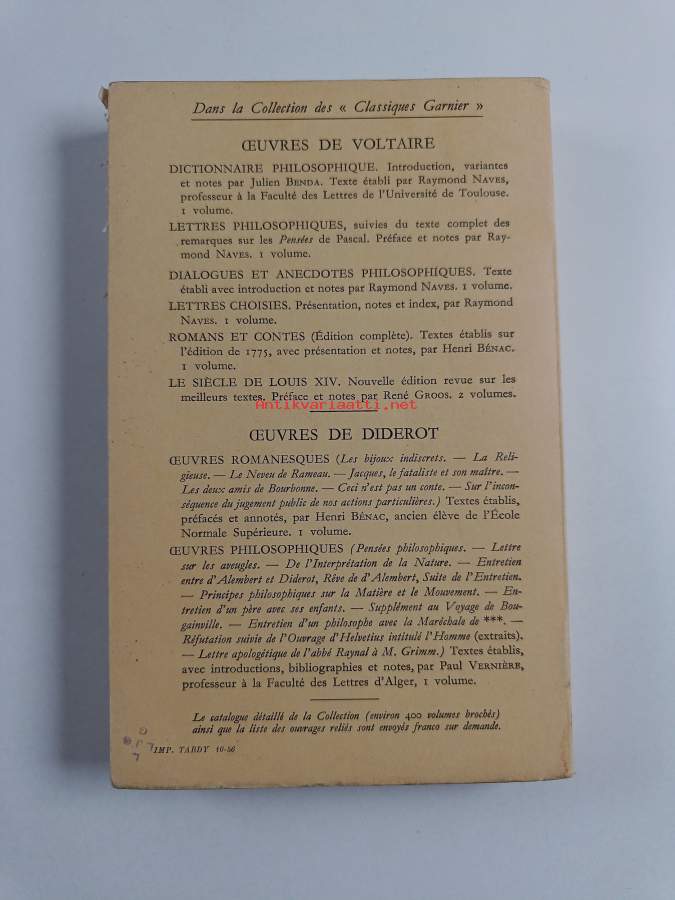 Dans la Collection des « Classiques Garnier »
ŒUVRES DE VOLTAIRE
DICTIONNAIRE PHILOSOPHIQUE. Introduction, variantes
et notes par Julien BENDA. Texte établi par Raymond NAVES,
professeur à la Faculté des Lettres de l'Université de Toulouse.
1 volume.
LETTRES PHILOSOPHIQUES, suivies du texte complet des
remarques sur les Pensées de Pascal. Préface et notes par Ray-
mond NAVES. 1 volume.
DIALOGUES ET ANECDOTES PHILOSOPHIQUES. Texte
établi avec introduction et notes par Raymond NAVES. 1 volume.
LETTRES CHOISIES. Présentation, notes et index, par Raymond
NAVES. 1 volume.
ROMANS ET CONTES (Édition complète). Textes établis sur
l'édition de 1775, avec présentation et notes, par Henri BÉNAC.
1 volume.
LE SIÈCLE DE LOUIS XIV. Nouvelle édition revue sur les
meilleurs textes. Préface et notes par René GROOS. 2 volumes.
Antikvariaatti.net
ŒUVRES DE DIDEROT
ŒUVRES ROMANESQUES (Les bijoux indiscrets. — La Reli-
gieuse. — Le Neveu de Rameau. — Jacques, le fataliste et son maître. —
Les deux amis de Bourbonne. — Ceci n'est pas un conte. — Sur l'incon-
séquence du jugement public de nos actions particulières.) Textes établis,
préfacés et annotés, par Henri BÉNAC, ancien élève de l'École
Normale Supérieure. 1 volume.
ŒUVRES PHILOSOPHIQUES (Pensées philosophiques. — Lettre
sur les aveugles. — De l'Interprétation de la Nature. — Entretien
entre d'Alembert et Diderot, Rêve de d'Alembert, Suite de l'Entretien.
— Principes philosophiques sur la Matière et le Mouvement. — En-
tretien d'un père avec ses enfants. — Supplément au Voyage de Bou-
gainville. — Entretien d'un philosophe avec la Maréchale de ***. —
Réfutation suivie de l'Ouvrage d'Helvetius intitulé l'Homme (extraits).
— Lettre apologétique de l'abbé Raynal à M. Grimm.) Textes établis,
avec introductions, bibliographies et notes, par Paul VERNIÈRE,
professeur à la Faculté des Lettres d'Alger, 1 volume.
Le catalogue détaillé de la Collection (environ 400 volumes brochés)
ainsi que la liste des ouvrages reliés sont envoyés franco sur demande.
IMP. TARDY 10-56